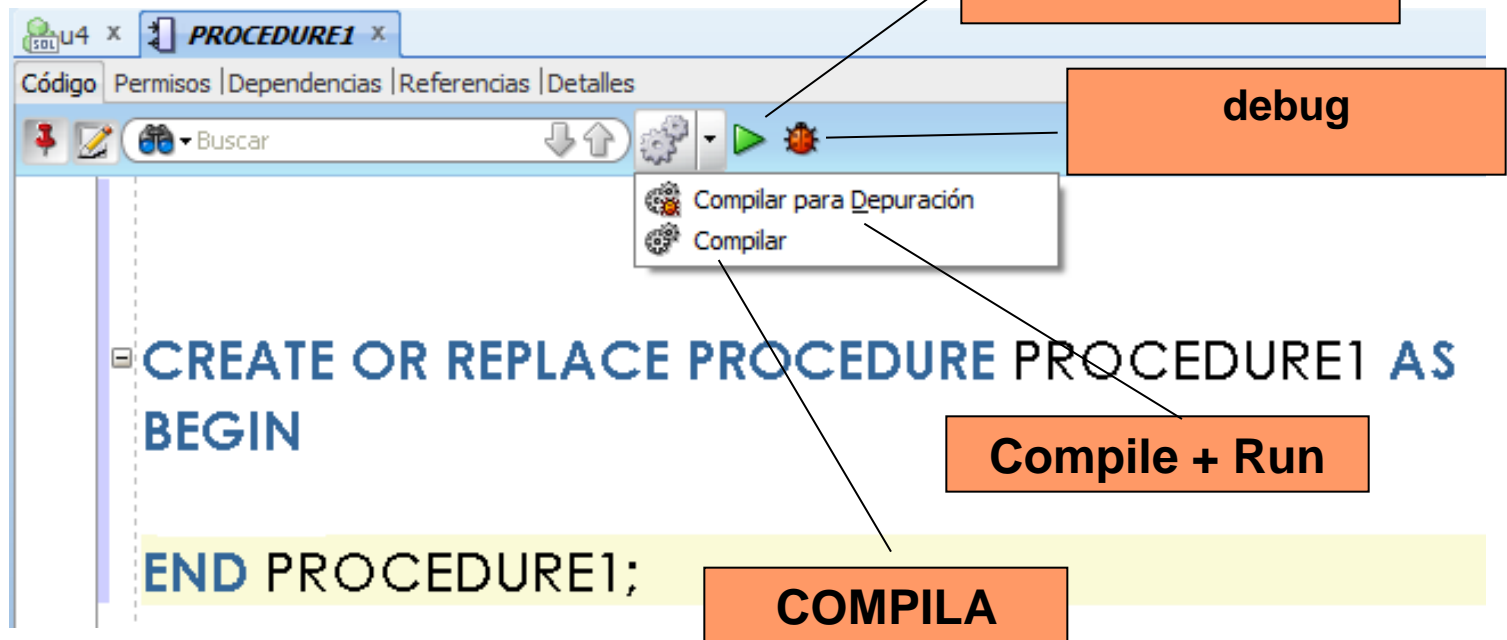 u4 x PROCEDURE1 x
Código Permisos |Dependencias |Referencias |Detalles
Buscar
debug
Compilar para Depuración
Compilar
CREATE OR REPLACE PROCEDURE PROCEDURE1 AS
BEGIN
Compile + Run
END PROCEDURE1;
COMPILA